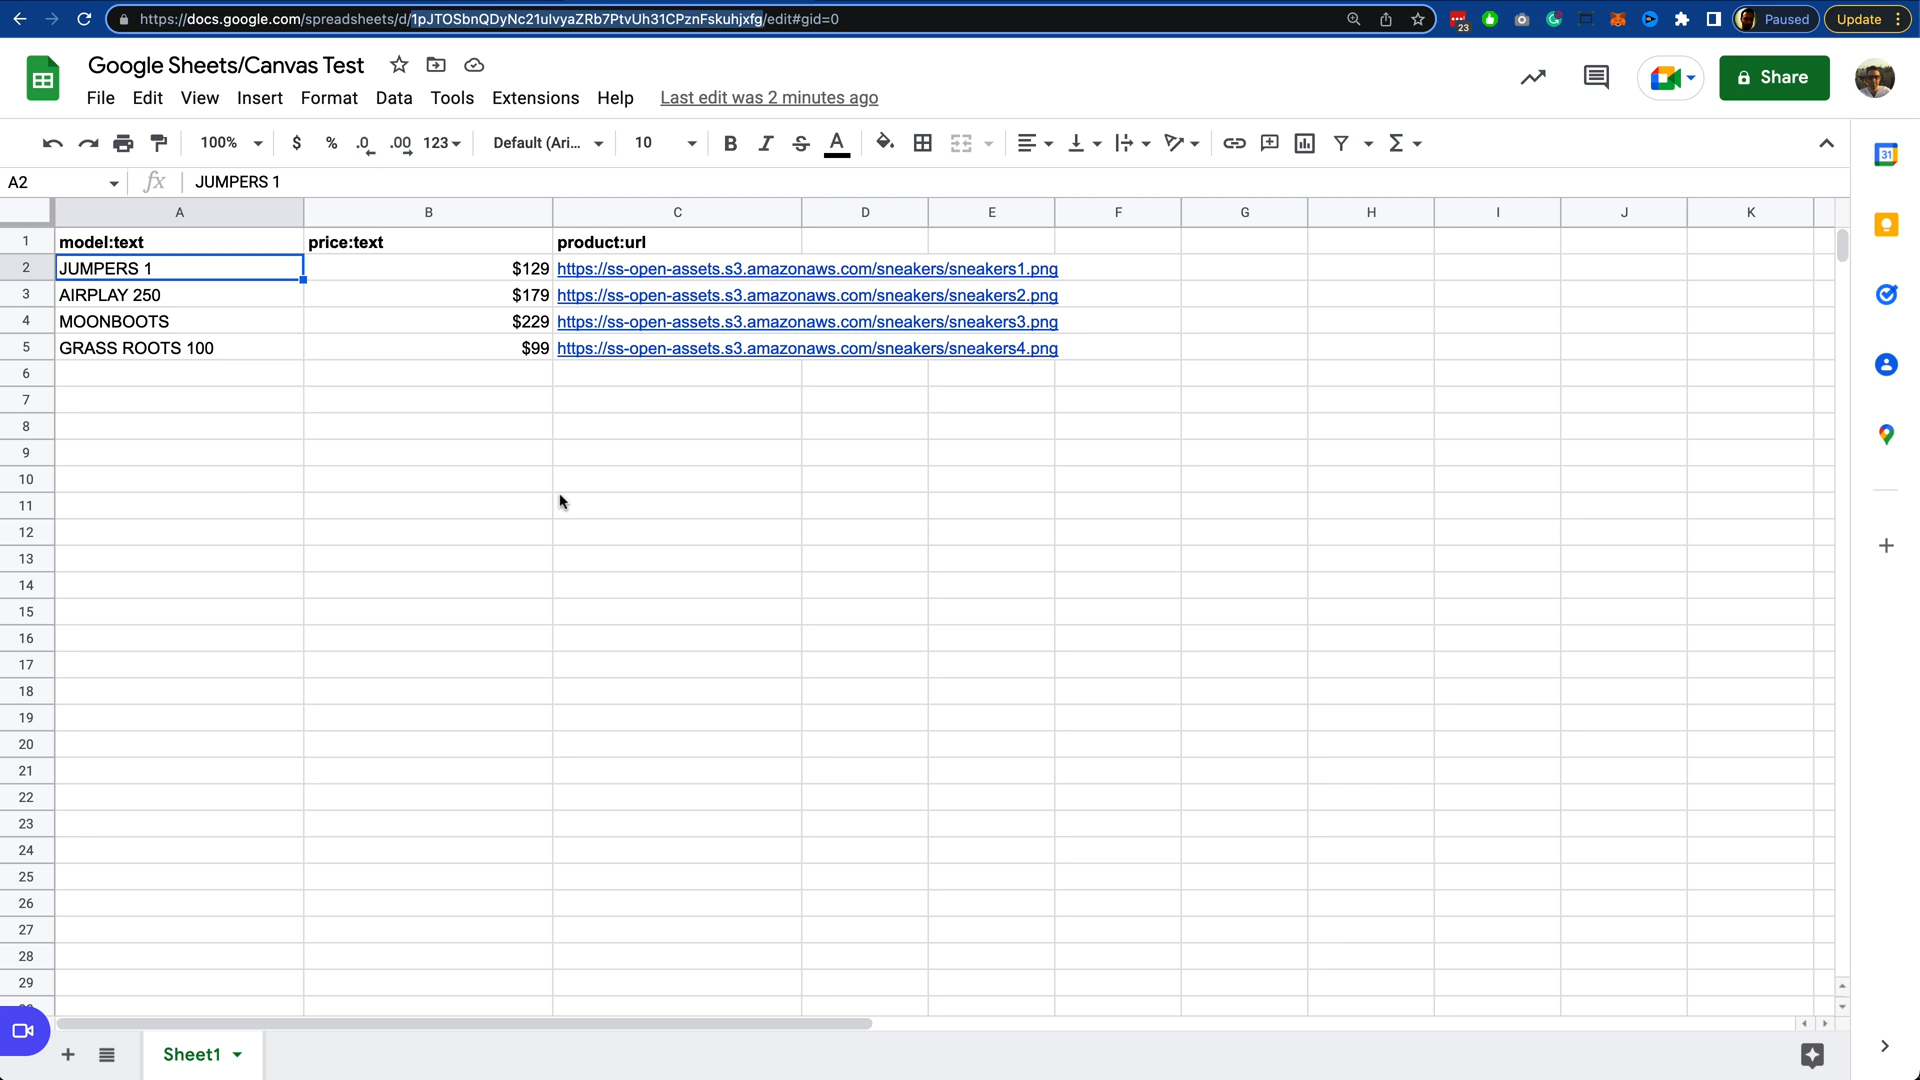 https://docs.google.com/spreadsheets/d/1pJTOSbnQDyNc21ulvyaZRb7PtvUh31CPznFskuhjxfg/edit#gid=0
23
Paused
Update
Google Sheets/Canvas Test
File Edit View Insert Format Data Tools Extensions Help Last edit was 2 minutes ago
Share
100% $ % .0 .00 123 Default (Ari... 10 B I S A
31
A2 fx JUMPERS 1
A B C D E F G H I J K
1 model:text price:text product:url
2 JUMPERS 1 $129 https://ss-open-assets.s3.amazonaws.com/sneakers/sneakers1.png
3 AIRPLAY 250 $179 https://ss-open-assets.s3.amazonaws.com/sneakers/sneakers2.png
4 MOONBOOTS $229 https://ss-open-assets.s3.amazonaws.com/sneakers/sneakers3.png
5 GRASS ROOTS 100 $99 https://ss-open-assets.s3.amazonaws.com/sneakers/sneakers4.png
6
7
8
9
10
11
12
13
14
15
16
17
18
19
20
21
22
23
24
25
26
27
28
29
Sheet1